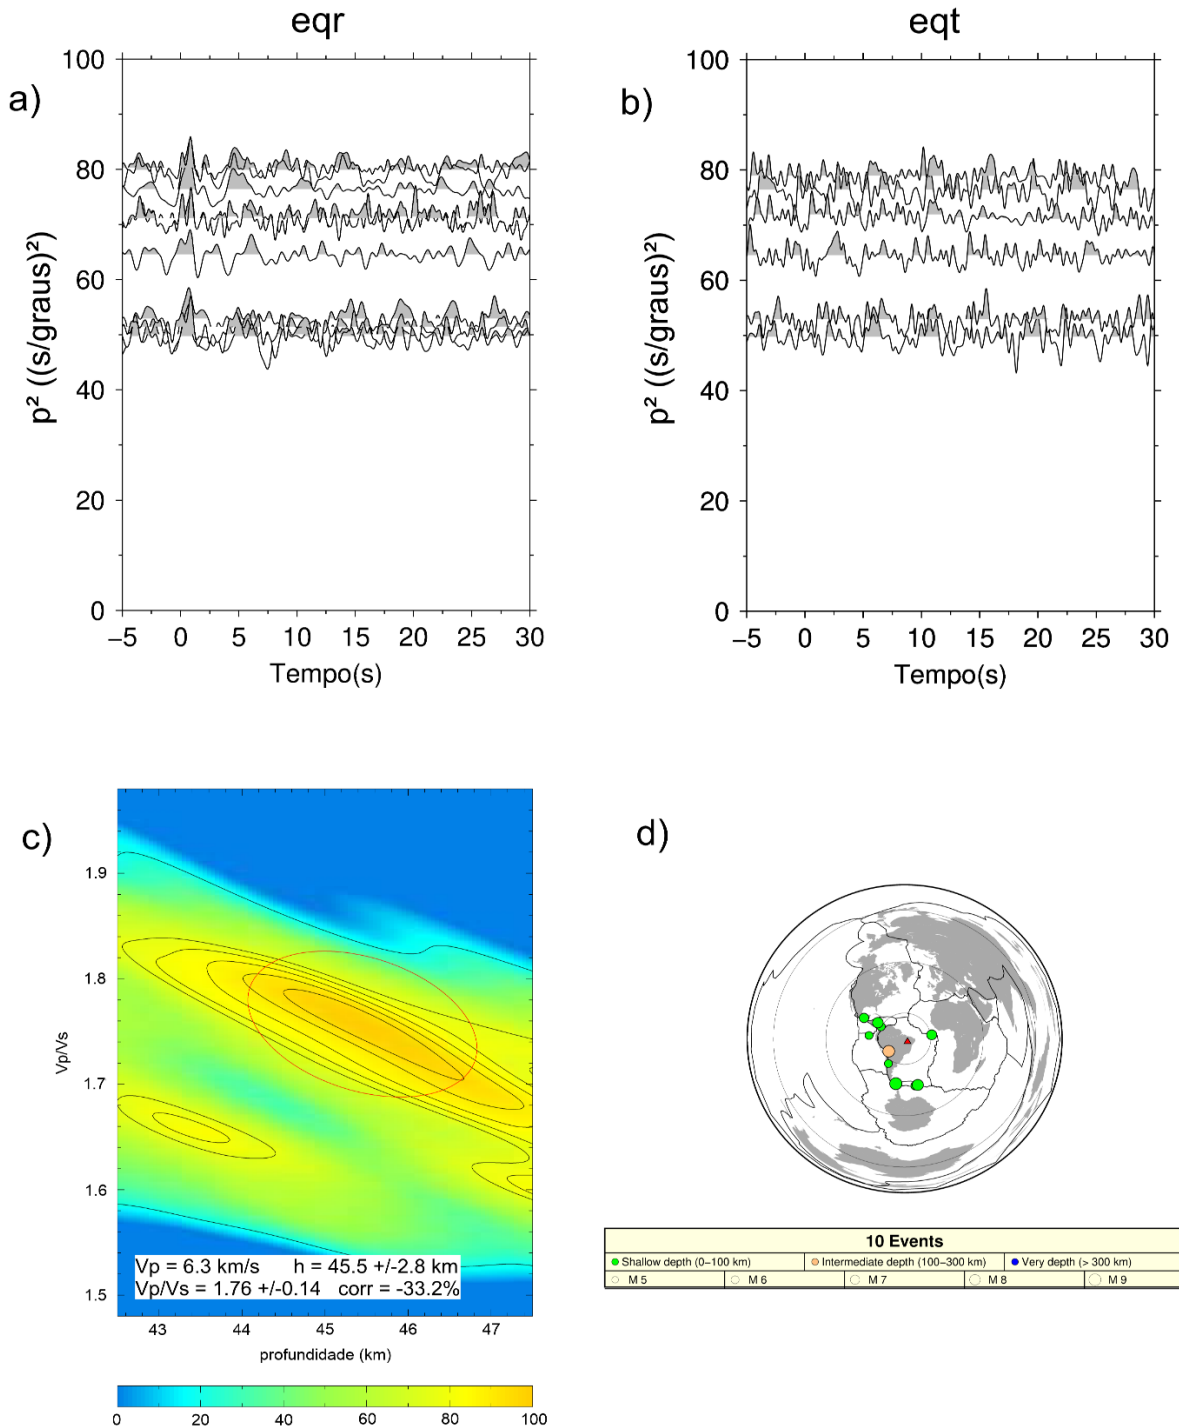 eqr
a)
100
80
60
40
20
0
p² ((s/graus)²)
−5 0 5 10 15 20 25 30
Tempo(s)
eqt
b)
100
80
60
40
20
0
p² ((s/graus)²)
−5 0 5 10 15 20 25 30
Tempo(s)
c)
1.9
1.8
1.7
1.6
1.5
Vp/Vs
Vp = 6.3 km/s h = 45.5 +/-2.8 km
Vp/Vs = 1.76 +/-0.14 corr = -33.2%
43 44 45 46 47
profundidade (km)
0 20 40 60 80 100
d)
10 Events
Shallow depth (0−100 km) Intermediate depth (100−300 km) Very depth (> 300 km)
M 5 M 6 M 7 M 8 M 9